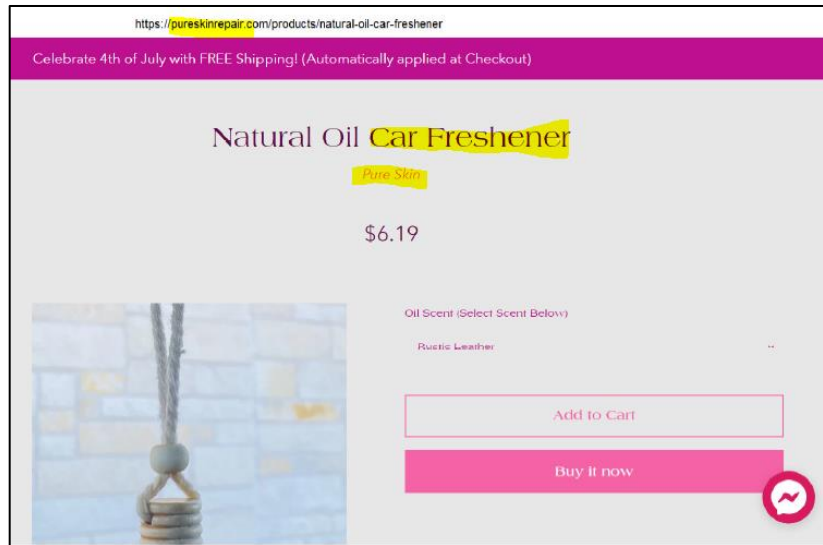 https://pureskinrepair.com/products/natural-oil-car-freshener
Celebrate 4th of July with FREE Shipping! (Automatically applied at Checkout)
Natural Oil Car Freshener
Pure Skin
$6.19
Oil Scent (Select Scent Below)
Rustic Leather
Add to Cart
Buy it now